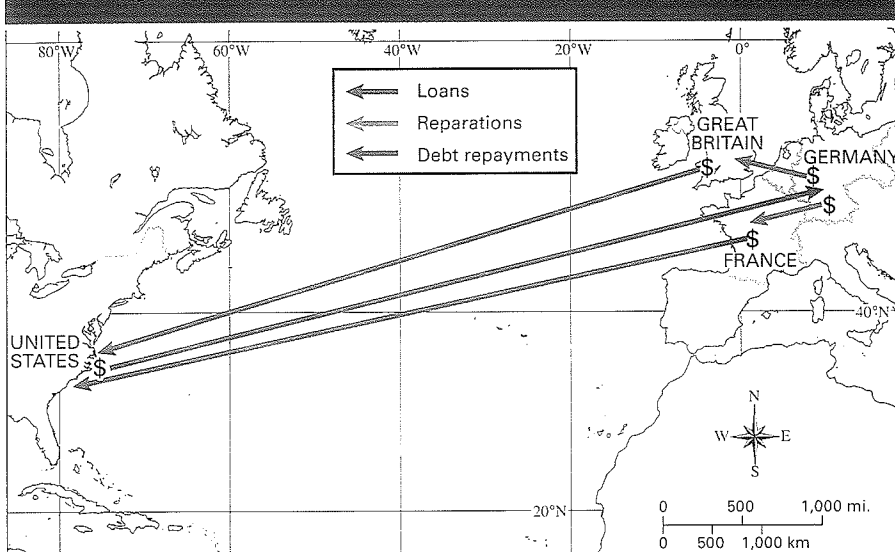 80°W
60°W
40°W
20°W
0°
Loans
Reparations
Debt repayments
GREAT
BRITAIN
GERMANY
$
$
$
$
FRANCE
UNITED
STATES
$
40°N
N
W
E
S
20°N
0 500 1,000 mi.
0 500 1,000 km